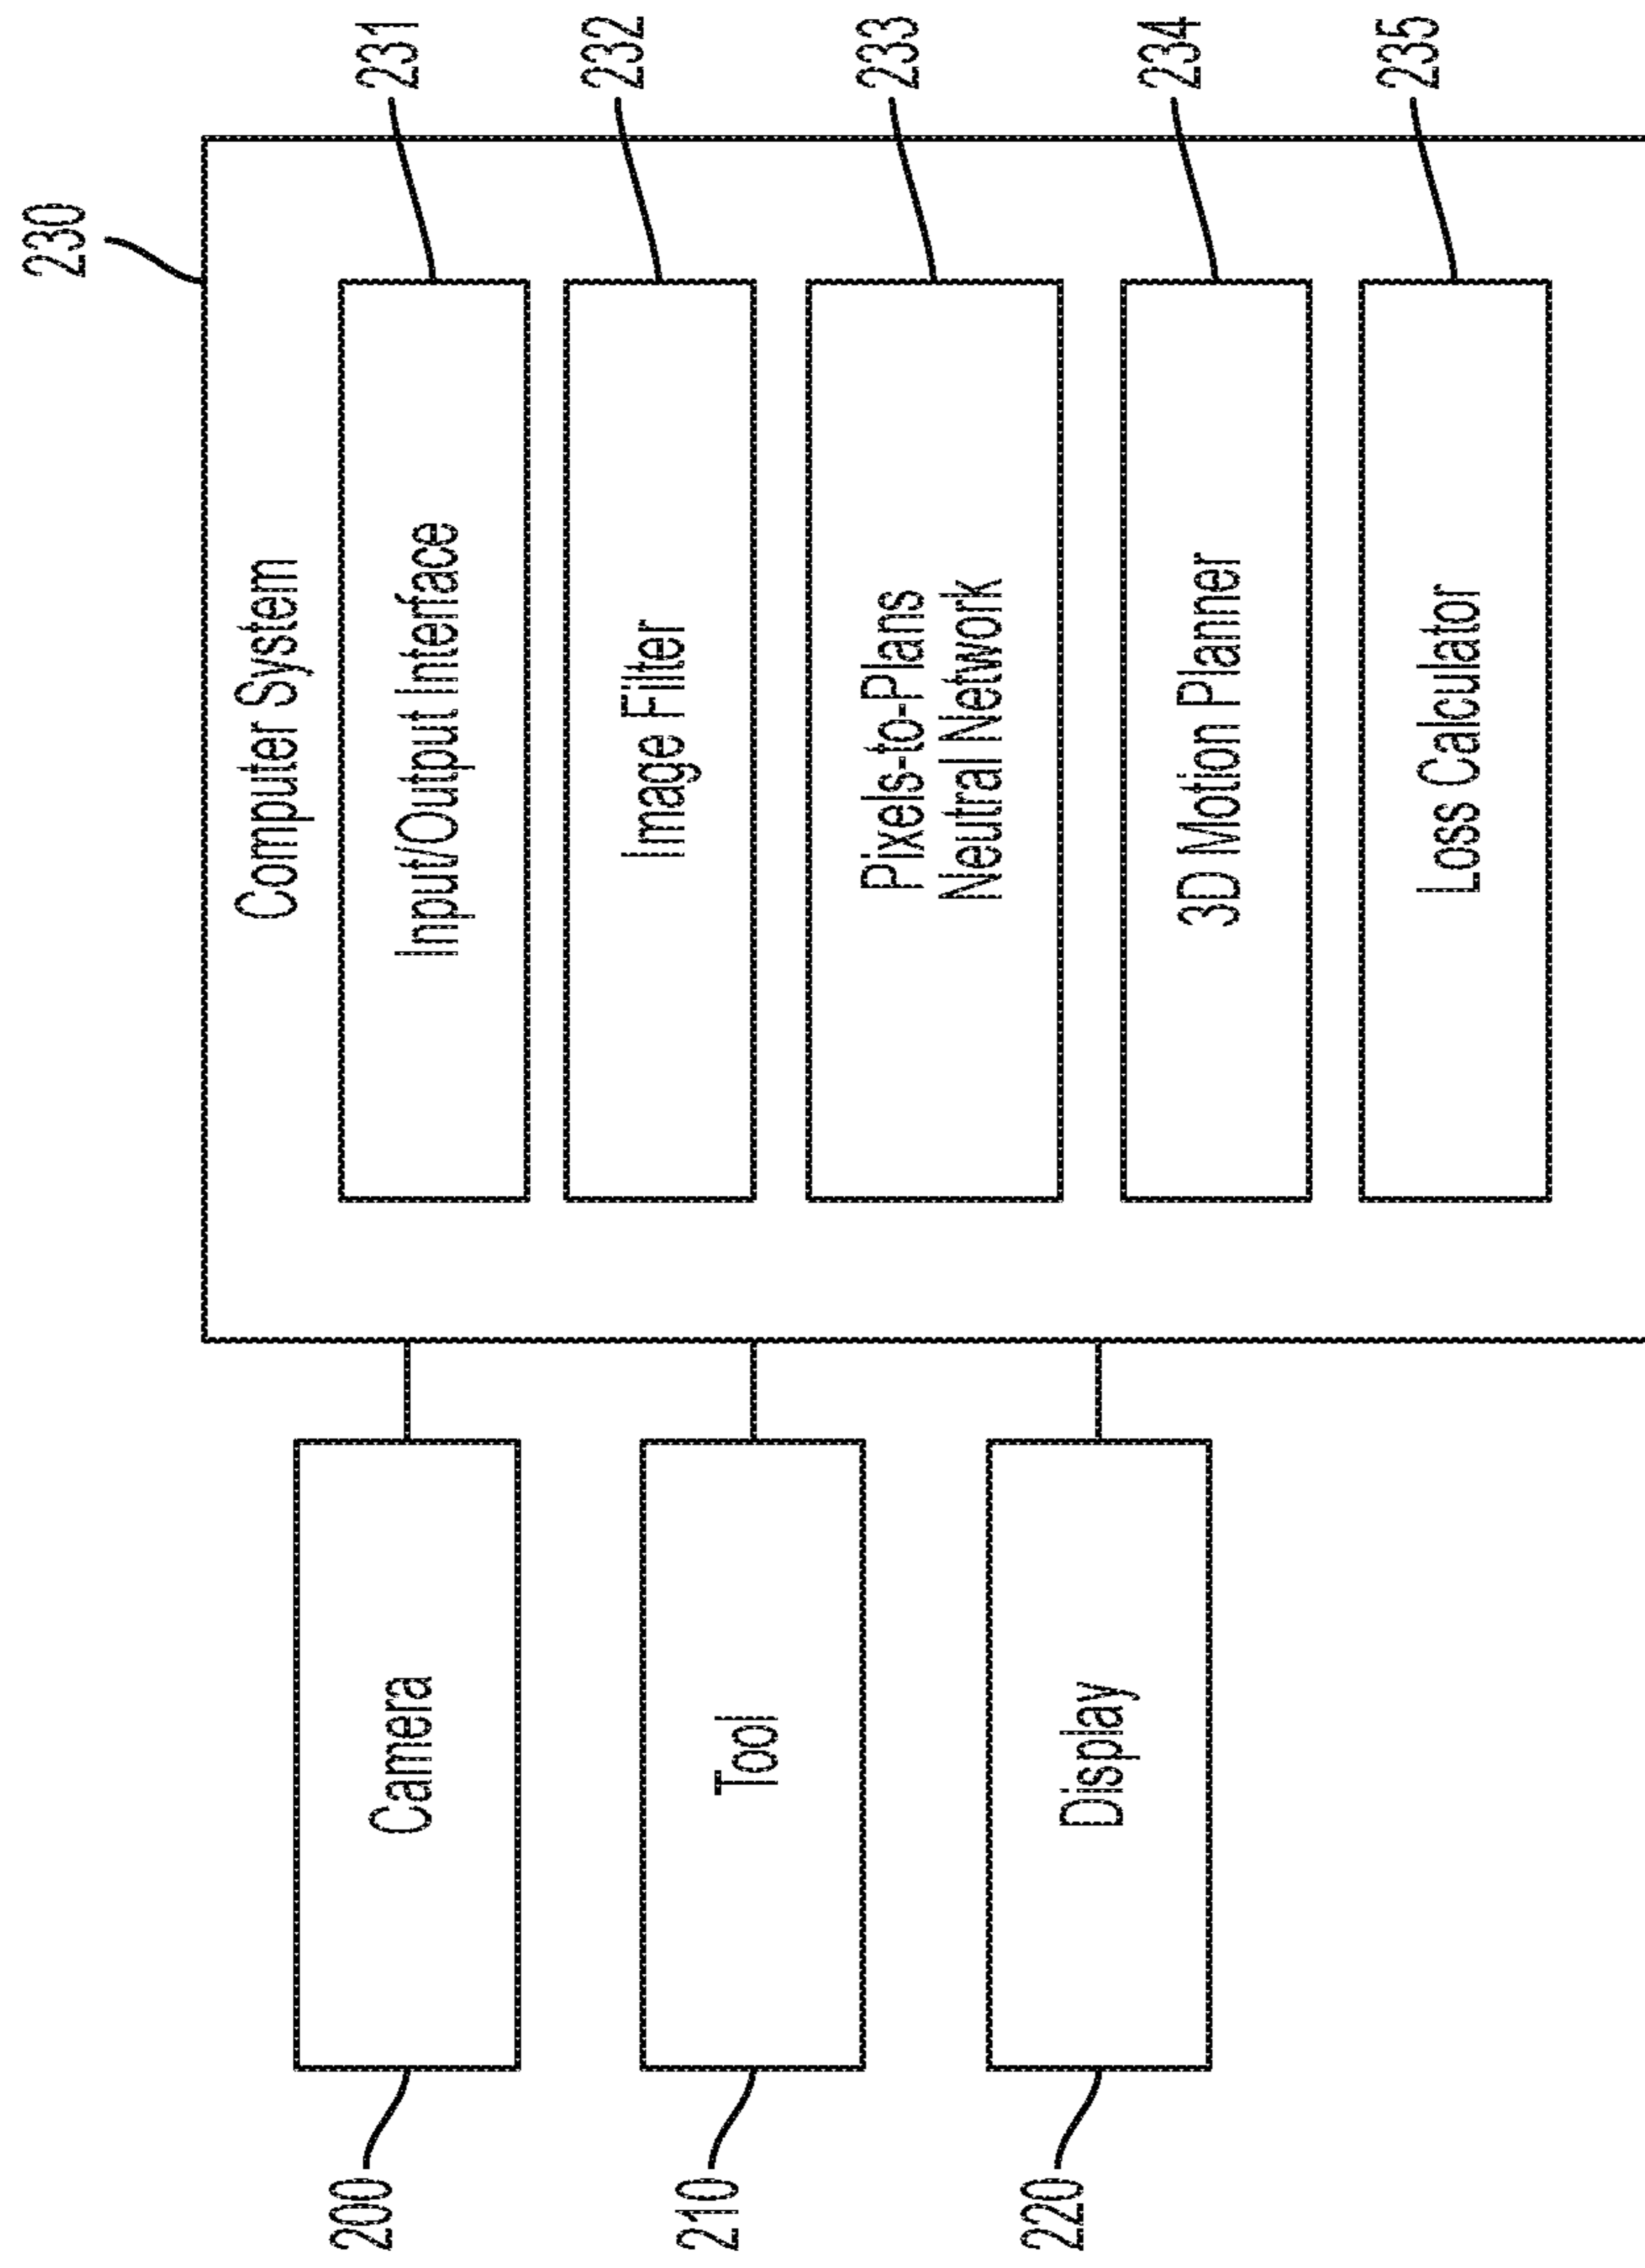 230
Computer System
231
Input/Output Interface
232
Image Filter
233
Pixels-to-Plans
Neutral Network
234
3D Motion Planner
235
Loss Calculator
200
Camera
210
Tool
220
Display